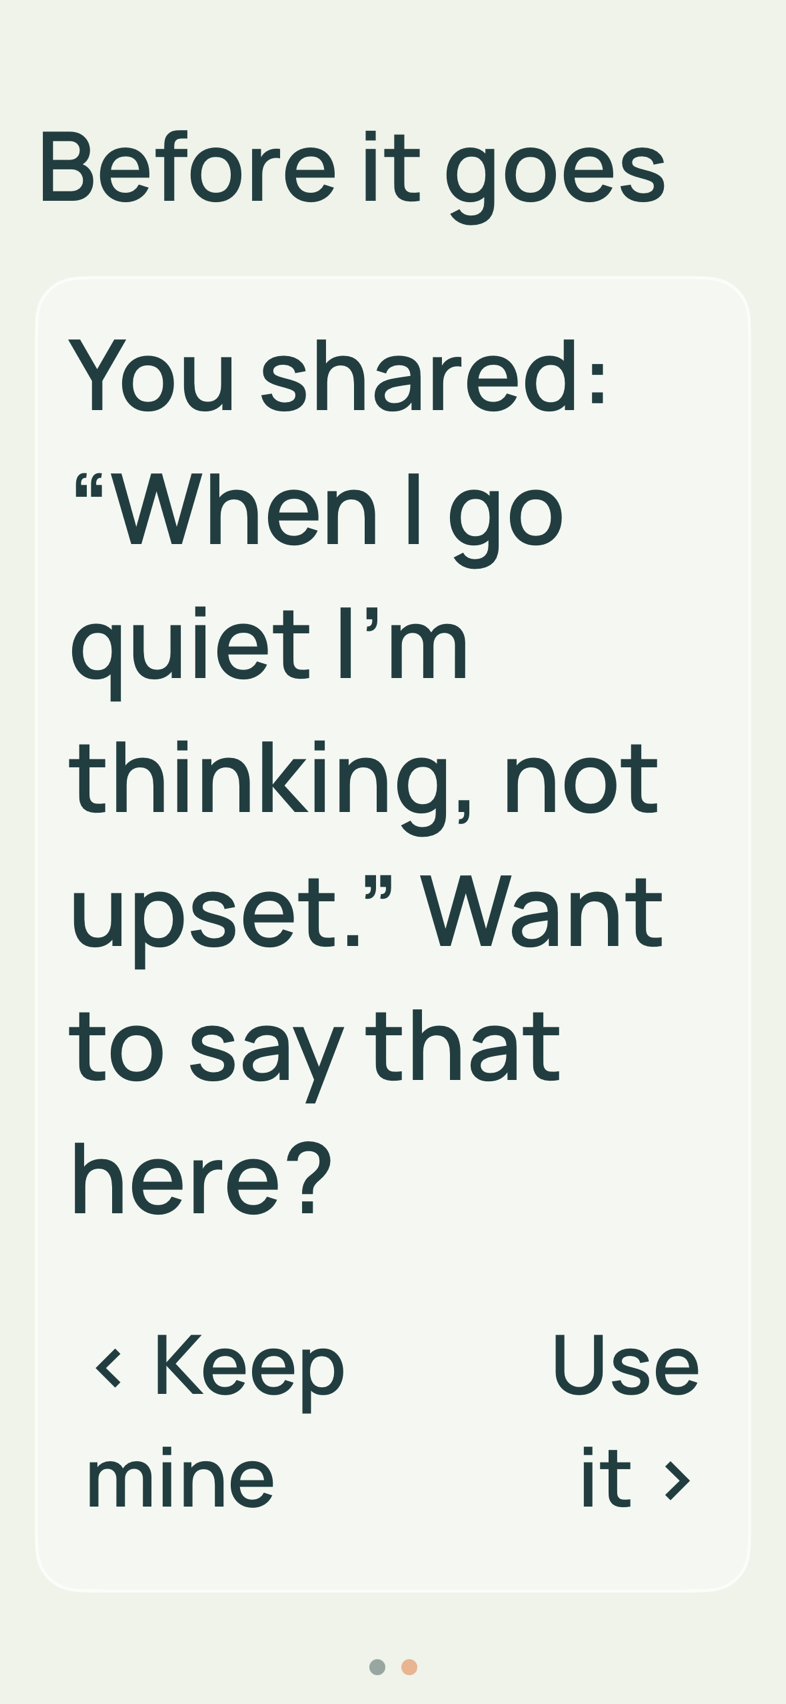 Before it goes
You shared:
“When I go
quiet I’m
thinking, not
upset.” Want
to say that
here?
‹ Keep
mine
Use
it ›